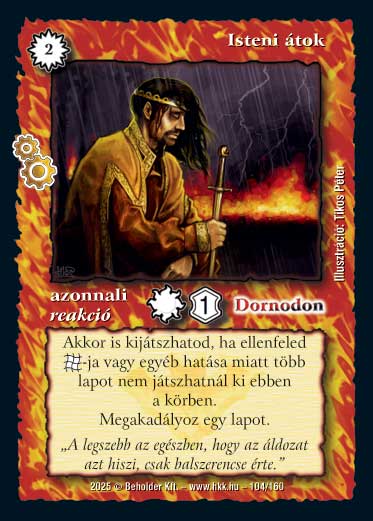 2
Isteni átok
Illusztráció: Tikos Péter
azonnali
reakció
1
Dornodon
Akkor is kijátszhatod, ha ellenfeled
-ja vagy egyéb hatása miatt több
lapot nem játszhatnál ki ebben
a körben.
Megakadályoz egy lapot.
„A legszebb az egészben, hogy az áldozat
azt hiszi, csak balszerencse érte.”
2025 © Beholder Kft. – www.hkk.hu – 104/160